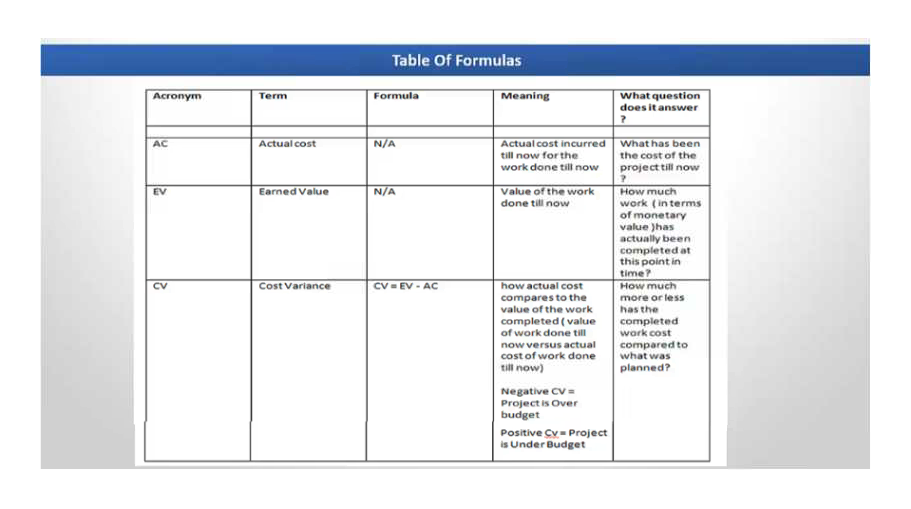 Table Of Formulas
Acronym
Term
Formula
Meaning
What question
does it answer
?
AC
Actual cost
N/A
Actual cost incurred
till now for the
work done till now
What has been
the cost of the
project till now
?
EV
Earned Value
N/A
Value of the work
done till now
How much
work ( in terms
of monetary
value )has
actually been
completed at
this point in
time?
CV
Cost Variance
CV = EV - AC
how actual cost
compares to the
value of the work
completed ( value
of work done till
now versus actual
cost of work done
till now)
Negative CV =
Project is Over
budget
Positive Cv = Project
is Under Budget
How much
more or less
has the
completed
work cost
compared to
what was
planned?